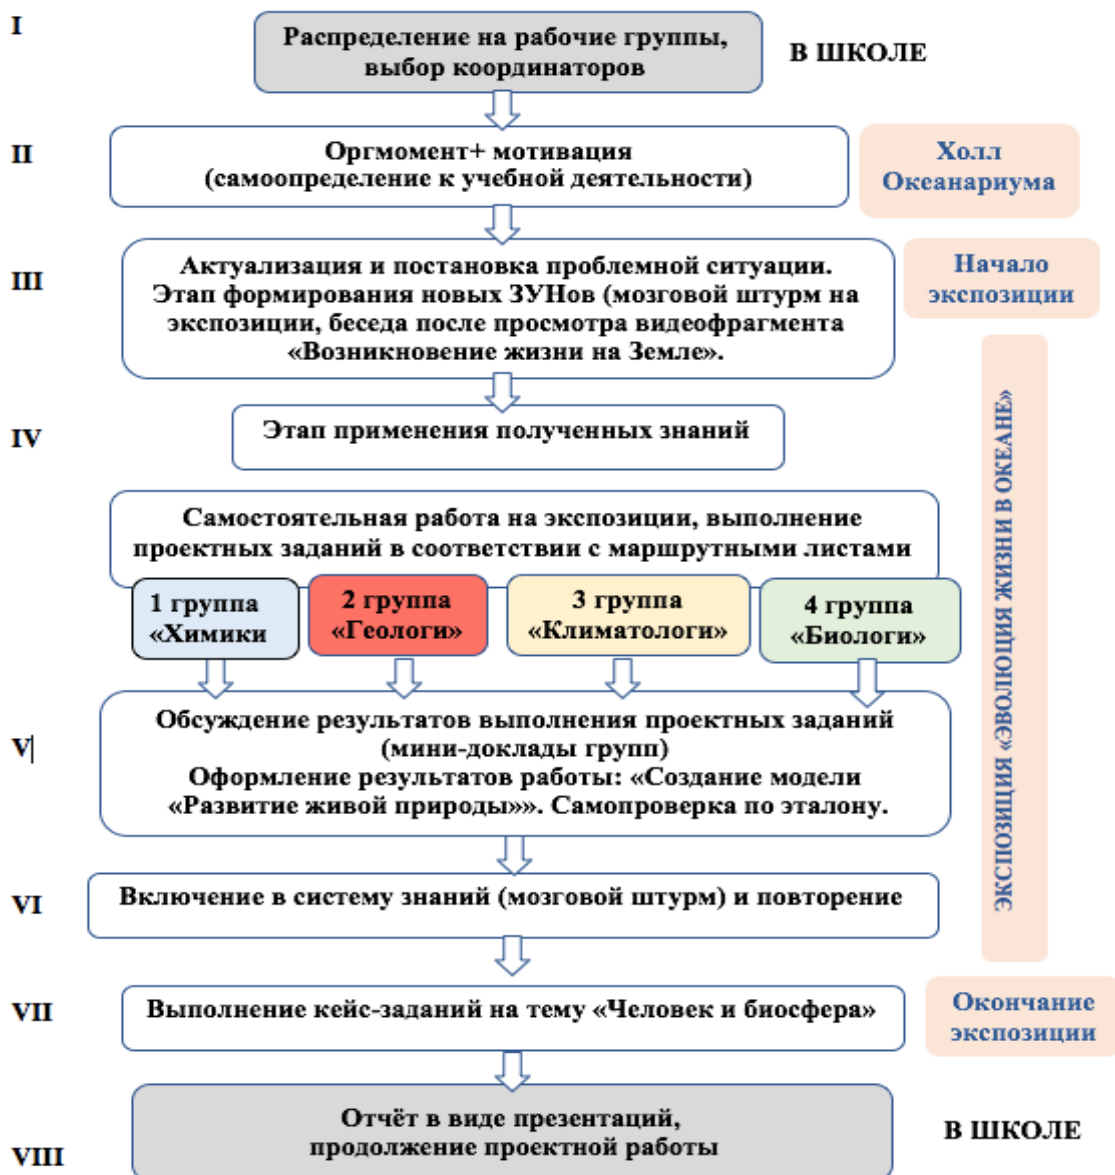 I
Распределение на рабочие группы,
выбор координаторов
В ШКОЛЕ
II
Оргмомент+ мотивация
(самоопределение к учебной деятельности)
Холл
Океанариума
III
Актуализация и постановка проблемной ситуации.
Этап формирования новых ЗУНов (мозговой штурм на
экспозиции, беседа после просмотра видеофрагмента
«Возникновение жизни на Земле».
Начало
экспозиции
ЭКСПОЗИЦИЯ «ЭВОЛЮЦИЯ ЖИЗНИ В ОКЕАНЕ»
IV
Этап применения полученных знаний
Самостоятельная работа на экспозиции, выполнение
проектных заданий в соответствии с маршрутными листами
1 группа
«Химики
2 группа
«Геологи»
3 группа
«Климатологи»
4 группа
«Биологи»
V
Обсуждение результатов выполнения проектных заданий
(мини-доклады групп)
Оформление результатов работы: «Создание модели
«Развитие живой природы»». Самопроверка по эталону.
VI
Включение в систему знаний (мозговой штурм) и повторение
VII
Выполнение кейс-заданий на тему «Человек и биосфера»
Окончание
экспозиции
VIII
Отчёт в виде презентаций,
продолжение проектной работы
В ШКОЛЕ